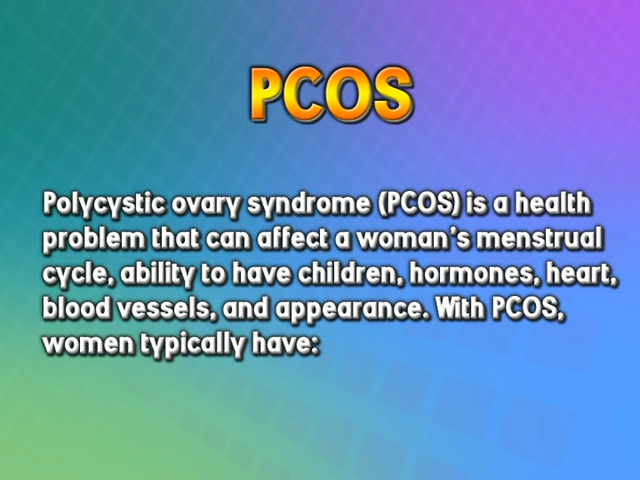 PCOS
Polycystic ovary syndrome (PCOS) is a health
problem that can affect a woman's menstrual
cycle, ability to have children, hormones, heart,
blood vessels, and appearance. With PCOS,
women typically have: